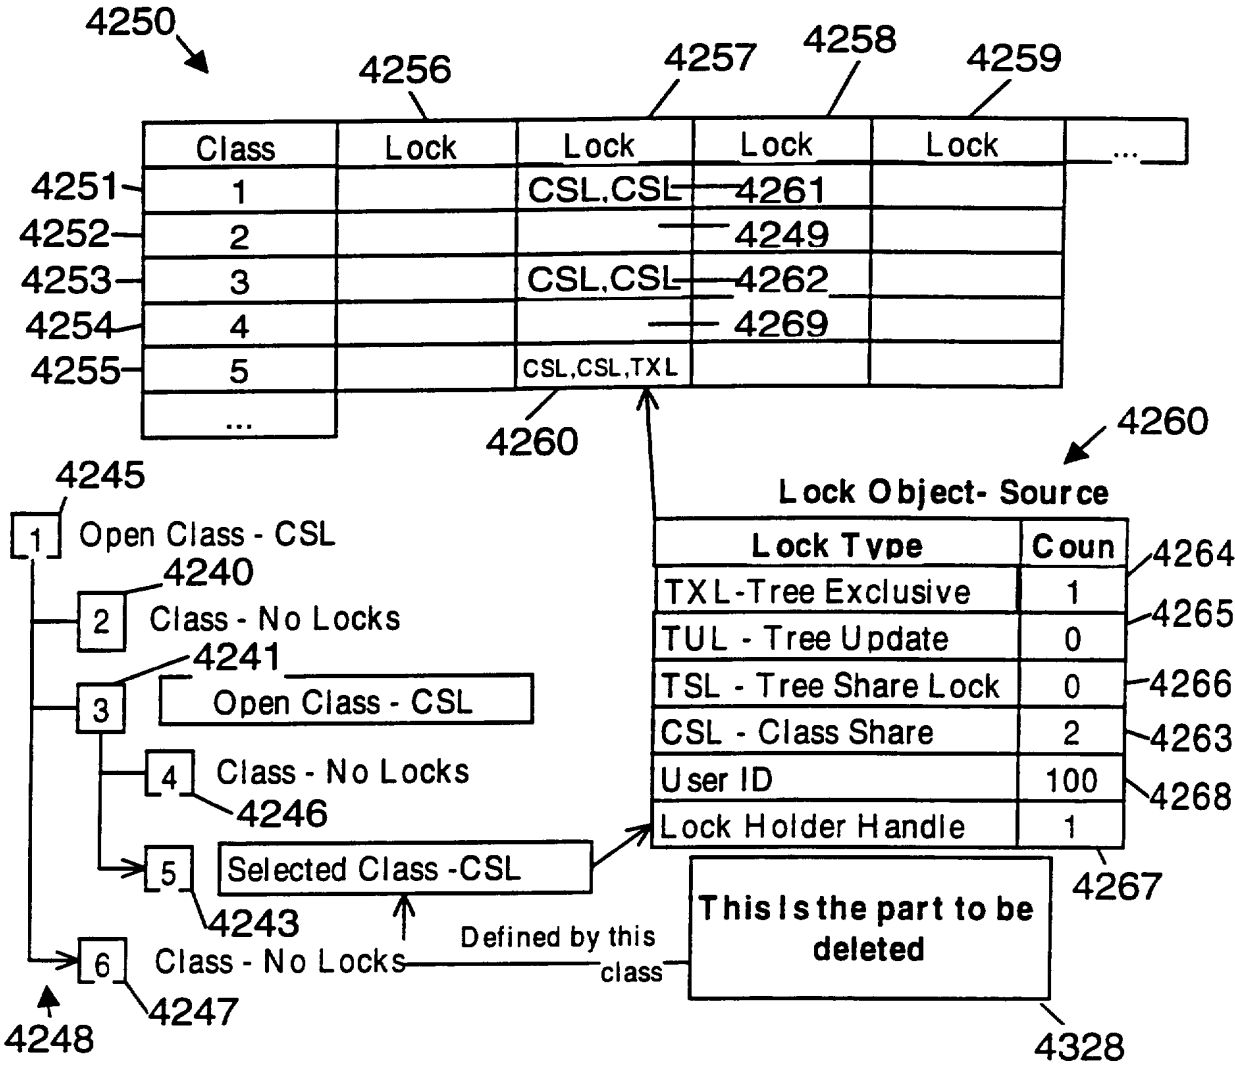 4250
4256
4257
4258
4259
Class Lock Lock Lock Lock ...
4251 1 CSL,CSL 4261
4252 2 4249
4253 3 CSL,CSL 4262
4254 4 4269
4255 5 CSL,CSL,TXL
...
4260
4260
4245
1 Open Class - CSL
4240
2 Class - No Locks
4241
3 Open Class - CSL
4 Class - No Locks
4246
5 Selected Class -CSL
4243
6 Class - No Locks
4247
4248
Lock Object- Source
Lock Type Coun
TXL-Tree Exclusive 1 4264
TUL - Tree Update 0 4265
TSL - Tree Share Lock 0 4266
CSL - Class Share 2 4263
User ID 100 4268
Lock Holder Handle 1
4267
Defined by this
class
This Is the part to be
deleted
4328